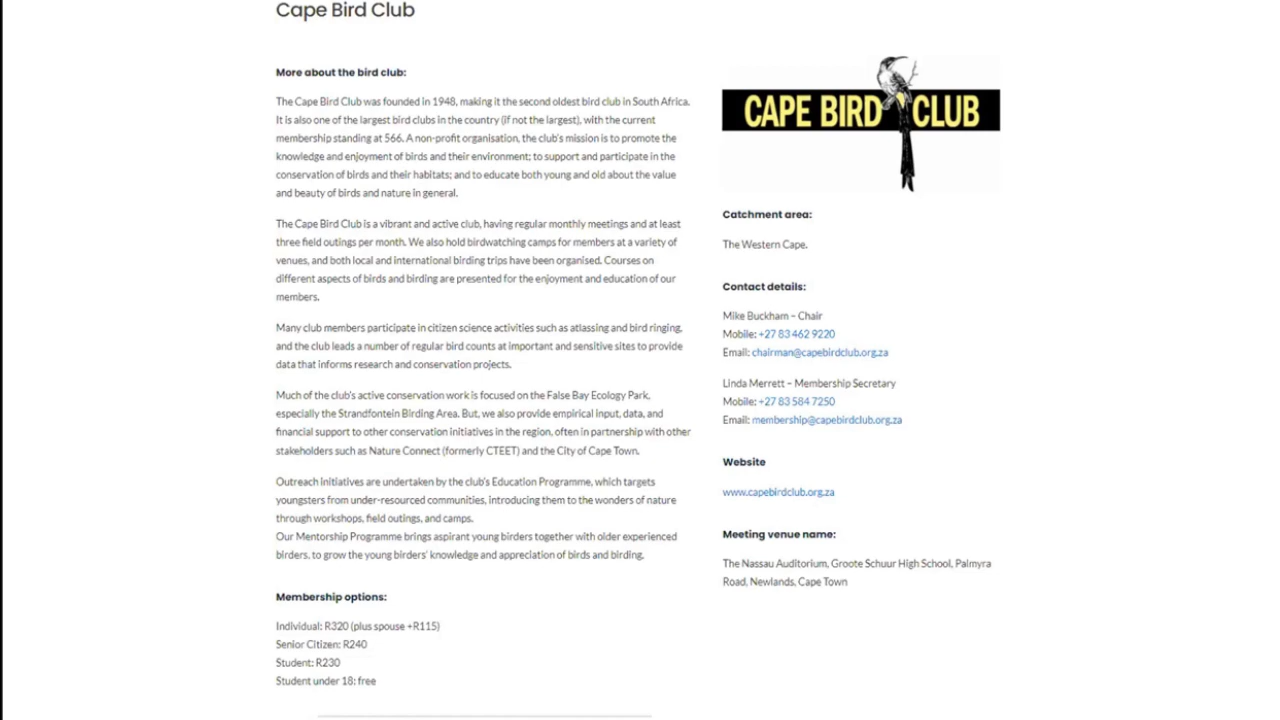 Cape Bird Club
More about the bird club:
The Cape Bird Club was founded in 1948, making it the second oldest bird club in South Africa.
It is also one of the largest bird clubs in the country (if not the largest), with the current
membership standing at 566. A non-profit organisation, the club's mission is to promote the
knowledge and enjoyment of birds and their environment; to support and participate in the
conservation of birds and their habitats; and to educate both young and old about the value
and beauty of birds and nature in general.
The Cape Bird Club is a vibrant and active club, having regular monthly meetings and at least
three field outings per month. We also hold birdwatching camps for members at a variety of
venues, and both local and international birding trips have been organised. Courses on
different aspects of birds and birding are presented for the enjoyment and education of our
members.
Many club members participate in citizen science activities such as atlassing and bird ringing,
and the club leads a number of regular bird counts at important and sensitive sites to provide
data that informs research and conservation projects.
Much of the club's active conservation work is focused on the False Bay Ecology Park,
especially the Strandfontein Birding Area. But, we also provide empirical input, data, and
financial support to other conservation initiatives in the region, often in partnership with other
stakeholders such as Nature Connect (formerly CTEET) and the City of Cape Town.
Outreach initiatives are undertaken by the club's Education Programme, which targets
youngsters from under-resourced communities, introducing them to the wonders of nature
through workshops, field outings, and camps.
Our Mentorship Programme brings aspirant young birders together with older experienced
birders, to grow the young birders' knowledge and appreciation of birds and birding.
Membership options:
Individual: R320 (plus spouse +R115)
Senior Citizen: R240
Student: R230
Student under 18: free
CAPE BIRD CLUB
Catchment area:
The Western Cape.
Contact details:
Mike Buckham – Chair
Mobile: +27 83 462 9220
Email: chairman@capebirdclub.org.za
Linda Merrett – Membership Secretary
Mobile: +27 83 584 7250
Email: membership@capebirdclub.org.za
Website
www.capebirdclub.org.za
Meeting venue name:
The Nassau Auditorium, Groote Schuur High School, Palmyra
Road, Newlands, Cape Town